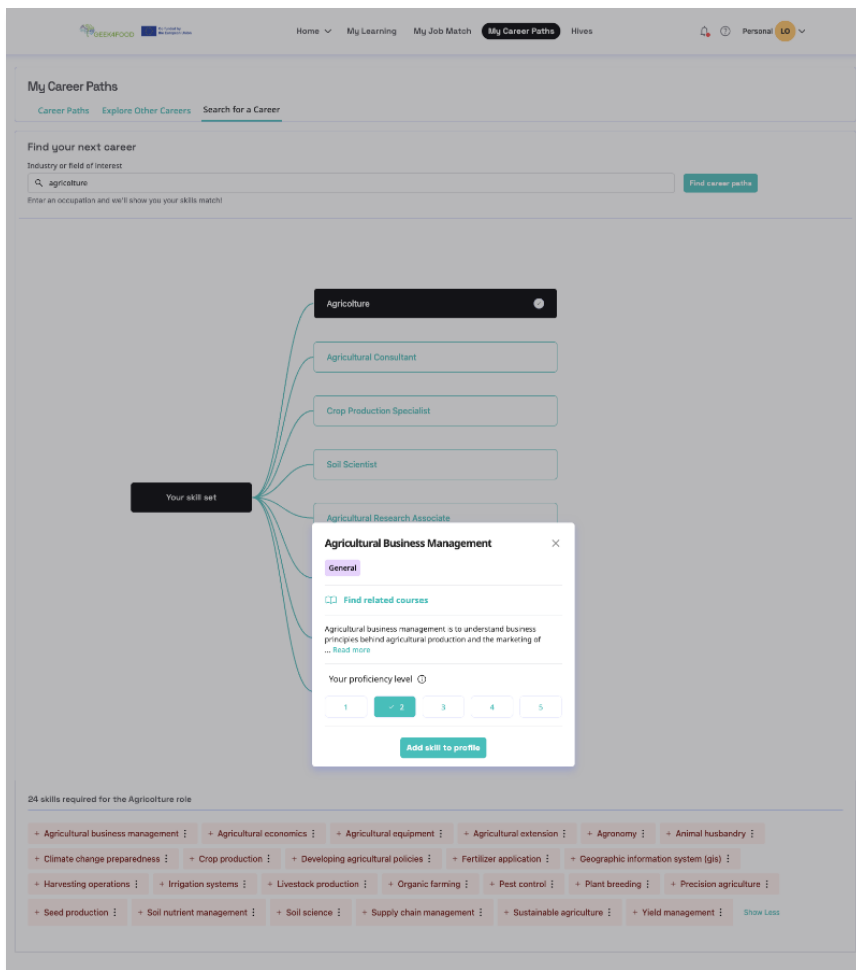 GEEK4FOOD
Home My Learning My Job Match My Career Paths Hives
Personal LO
My Career Paths
Career Paths Explore Other Careers Search for a Career
Find your next career
Industry or field of interest
agricolture
Find career paths
Enter an occupation and we'll show you your skills match!
Agricolture
Agricultural Consultant
Crop Production Specialist
Soil Scientist
Your skill set
Agricultural Research Associate
Agricultural Business Management
General
Find related courses
Agricultural business management is to understand business
principles behind agricultural production and the marketing of
... Read more
Your proficiency level
1 2 3 4 5
Add skill to profile
24 skills required for the Agricolture role
+ Agricultural business management + Agricultural economics + Agricultural equipment + Agricultural extension + Agronomy + Animal husbandry
+ Climate change preparedness + Crop production + Developing agricultural policies + Fertilizer application + Geographic information system (gis)
+ Harvesting operations + Irrigation systems + Livestock production + Organic farming + Pest control + Plant breeding + Precision agriculture
+ Seed production + Soil nutrient management + Soil science + Supply chain management + Sustainable agriculture + Yield management Show Less